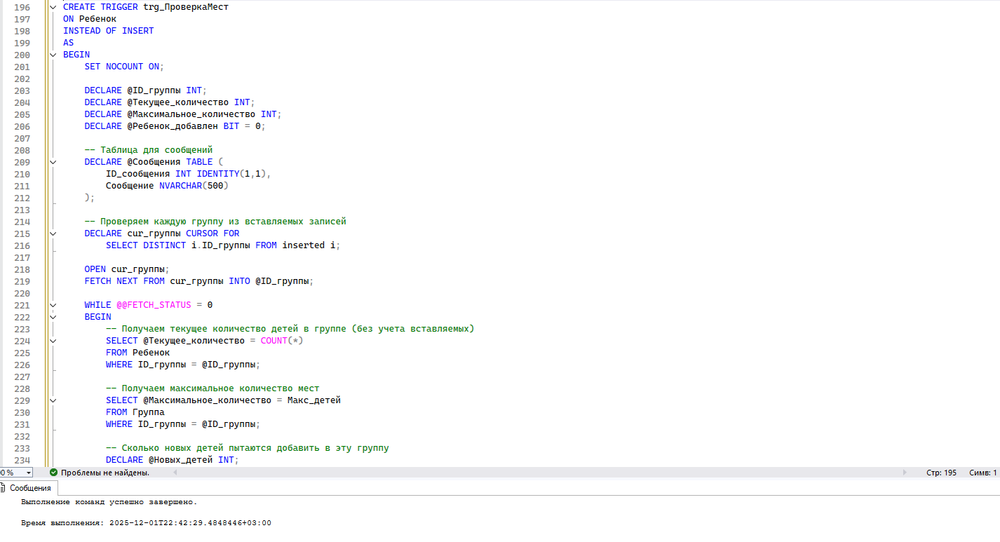 196 CREATE TRIGGER trg_ПроверкаМест
197 ON Ребенок
198 INSTEAD OF INSERT
199 AS
200 BEGIN
201 SET NOCOUNT ON;
202
203 DECLARE @ID_группы INT;
204 DECLARE @Текущее_количество INT;
205 DECLARE @Максимальное_количество INT;
206 DECLARE @Ребенок_добавлен BIT = 0;
207
208 -- Таблица для сообщений
209 DECLARE @Сообщения TABLE (
210 ID_сообщения INT IDENTITY(1,1),
211 Сообщение NVARCHAR(500)
212 );
213
214 -- Проверяем каждую группу из вставляемых записей
215 DECLARE cur_группы CURSOR FOR
216 SELECT DISTINCT i.ID_группы FROM inserted i;
217
218 OPEN cur_группы;
219 FETCH NEXT FROM cur_группы INTO @ID_группы;
220
221 WHILE @@FETCH_STATUS = 0
222 BEGIN
223 -- Получаем текущее количество детей в группе (без учета вставляемых)
224 SELECT @Текущее_количество = COUNT(*)
225 FROM Ребенок
226 WHERE ID_группы = @ID_группы;
227
228 -- Получаем максимальное количество мест
229 SELECT @Максимальное_количество = Макс_детей
230 FROM Группа
231 WHERE ID_группы = @ID_группы;
232
233 -- Сколько новых детей пытаются добавить в эту группу
234 DECLARE @Новых_детей INT;
0 % Проблемы не найдены. Стр: 195 Симв: 1
Сообщения
Выполнение команд успешно завершено.
Время выполнения: 2025-12-01T22:42:29.4848446+03:00